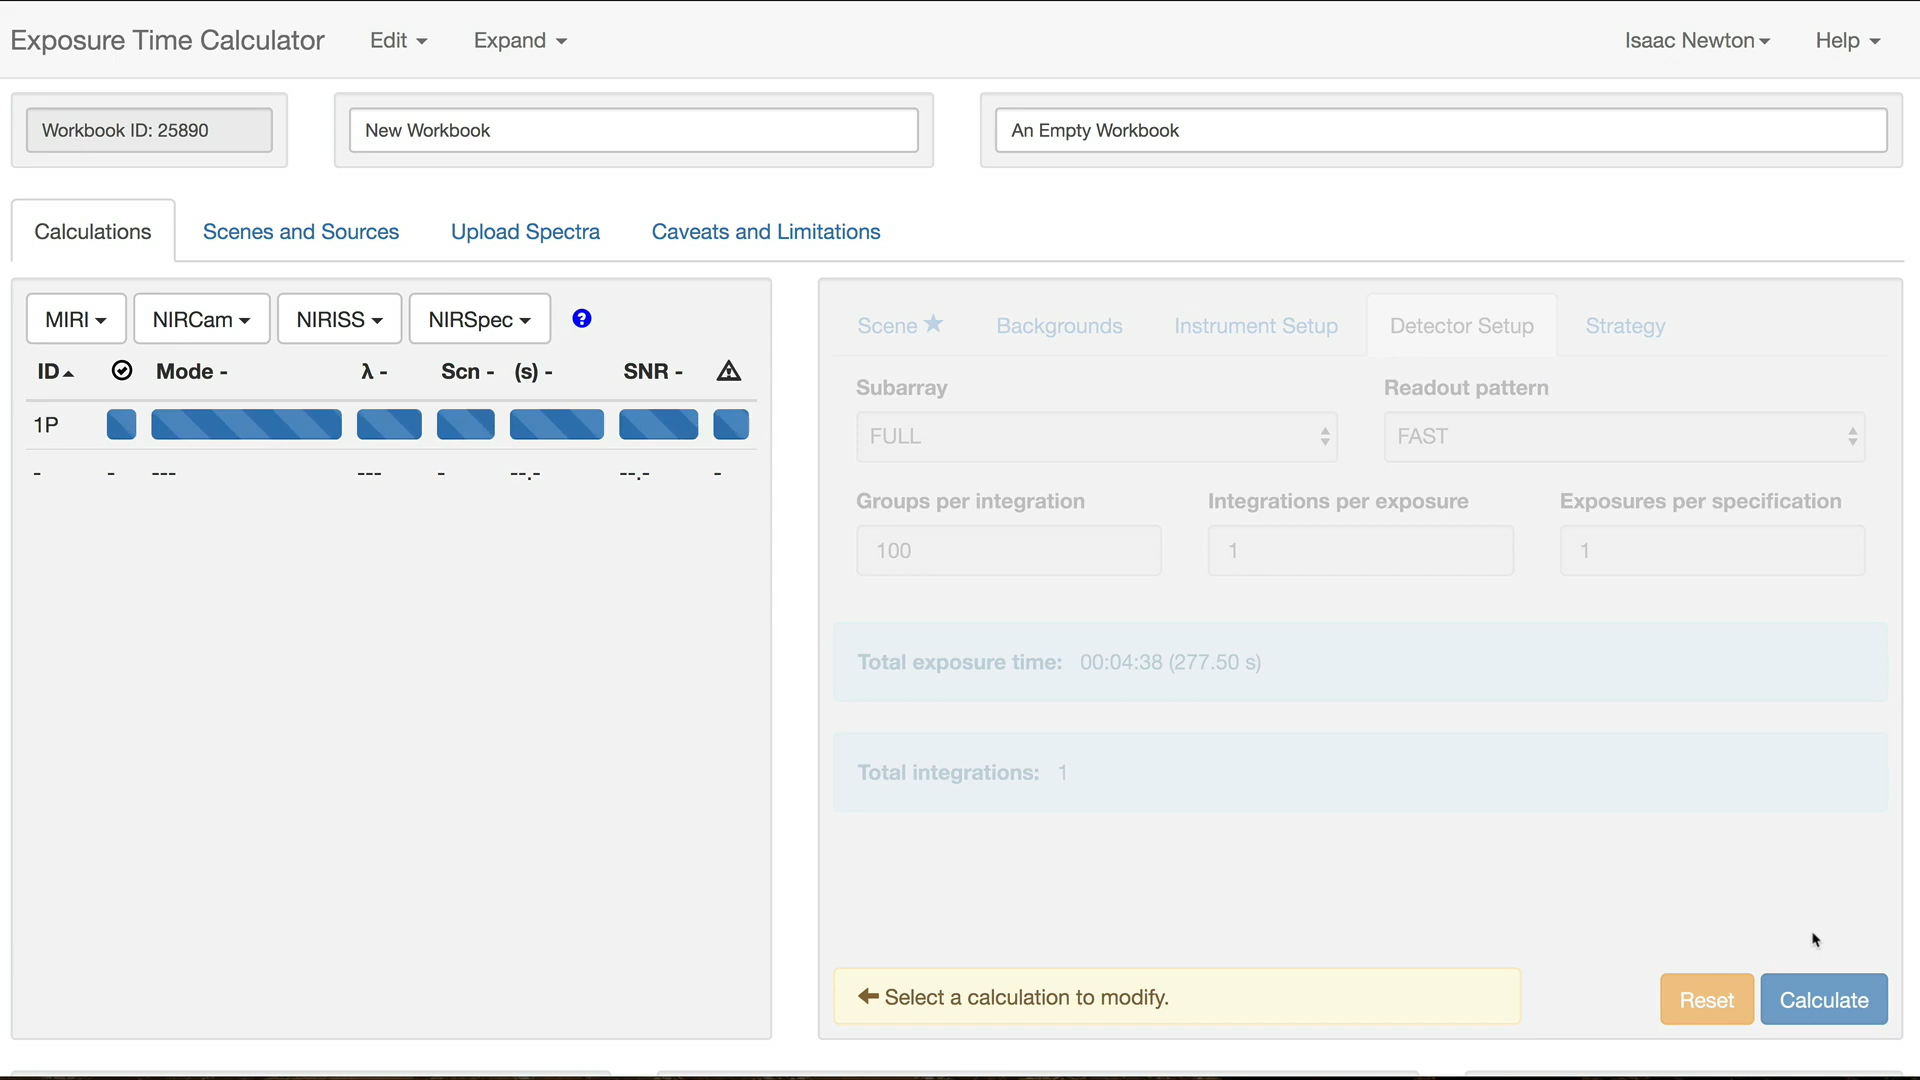 Exposure Time Calculator Edit Expand Isaac Newton Help
Workbook ID: 25890 New Workbook An Empty Workbook
Calculations Scenes and Sources Upload Spectra Caveats and Limitations
MIRI NIRCam NIRISS NIRSpec ?
Scene Backgrounds Instrument Setup Detector Setup Strategy
ID Mode - λ - Scn - (s) - SNR -
1P
- - --- --- - --.- --.- -
Subarray Readout pattern
FULL FAST
Groups per integration Integrations per exposure Exposures per specification
100 1 1
Total exposure time: 00:04:38 (277.50 s)
Total integrations: 1
Select a calculation to modify. Reset Calculate